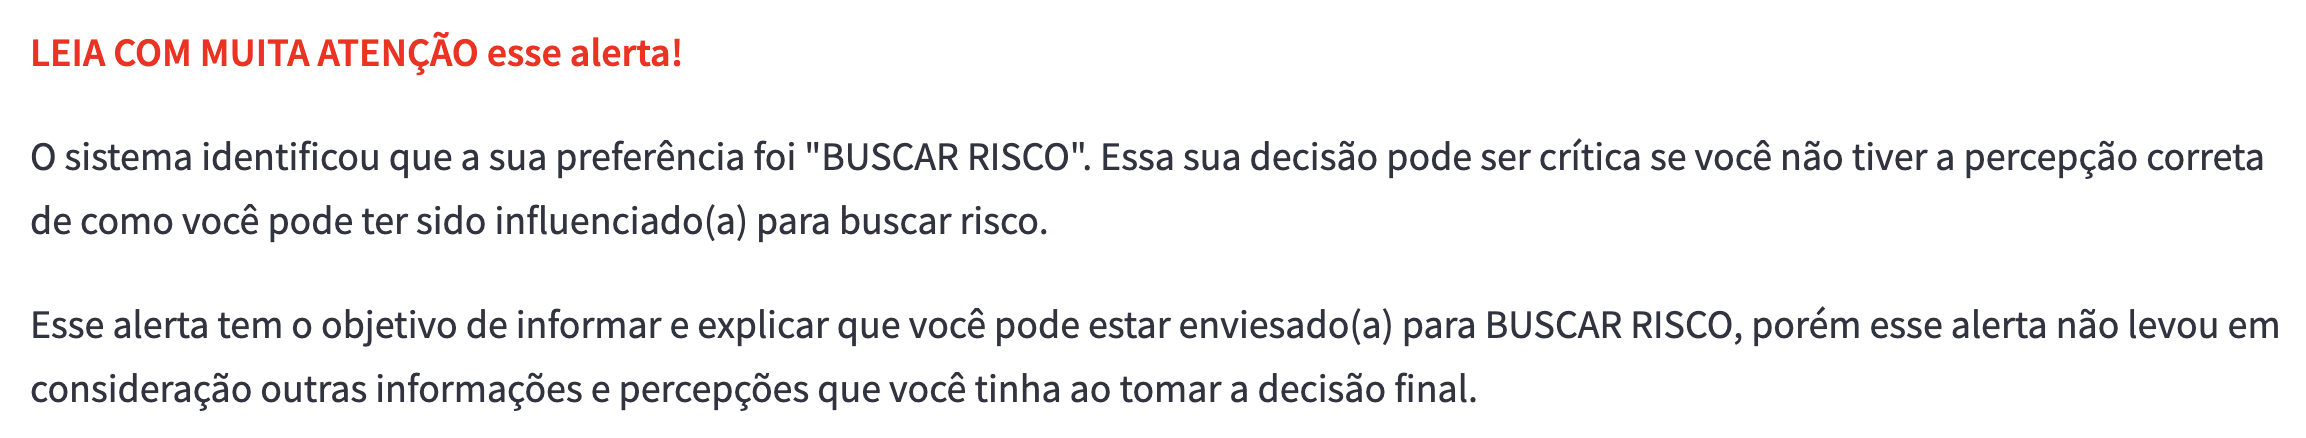 LEIA COM MUITA ATENÇÃO esse alerta!
O sistema identificou que a sua preferência foi "BUSCAR RISCO". Essa sua decisão pode ser crítica se você não tiver a percepção correta
de como você pode ter sido influenciado(a) para buscar risco.
Esse alerta tem o objetivo de informar e explicar que você pode estar enviesado(a) para BUSCAR RISCO, porém esse alerta não levou em
consideração outras informações e percepções que você tinha ao tomar a decisão final.